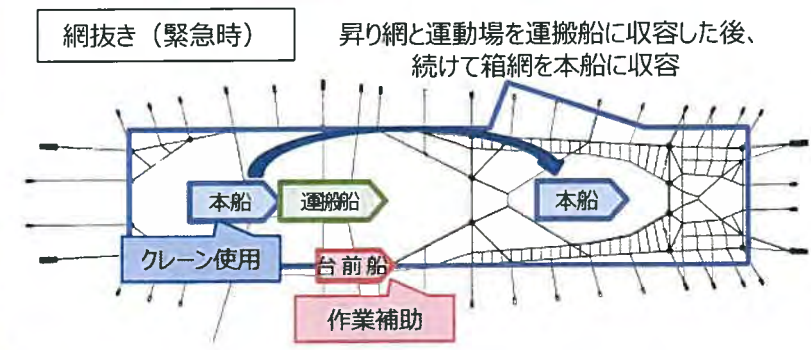 網抜き（緊急時）
昇り網と運動場を運搬船に収容した後、
続けて箱網を本船に収容
本船
運搬船
本船
クレーン使用
台前船
作業補助